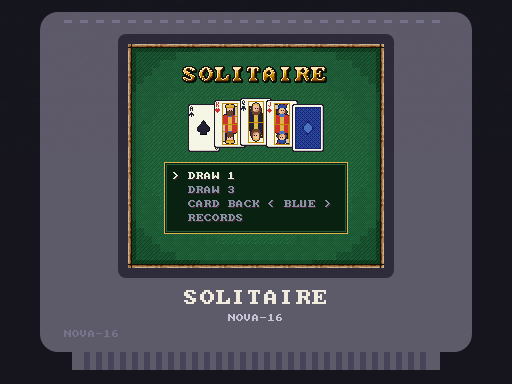 SOLITAIRE
> DRAW 1
DRAW 3
CARD BACK < BLUE >
RECORDS
SOLITAIRE
NOVA-16
NOVA-16